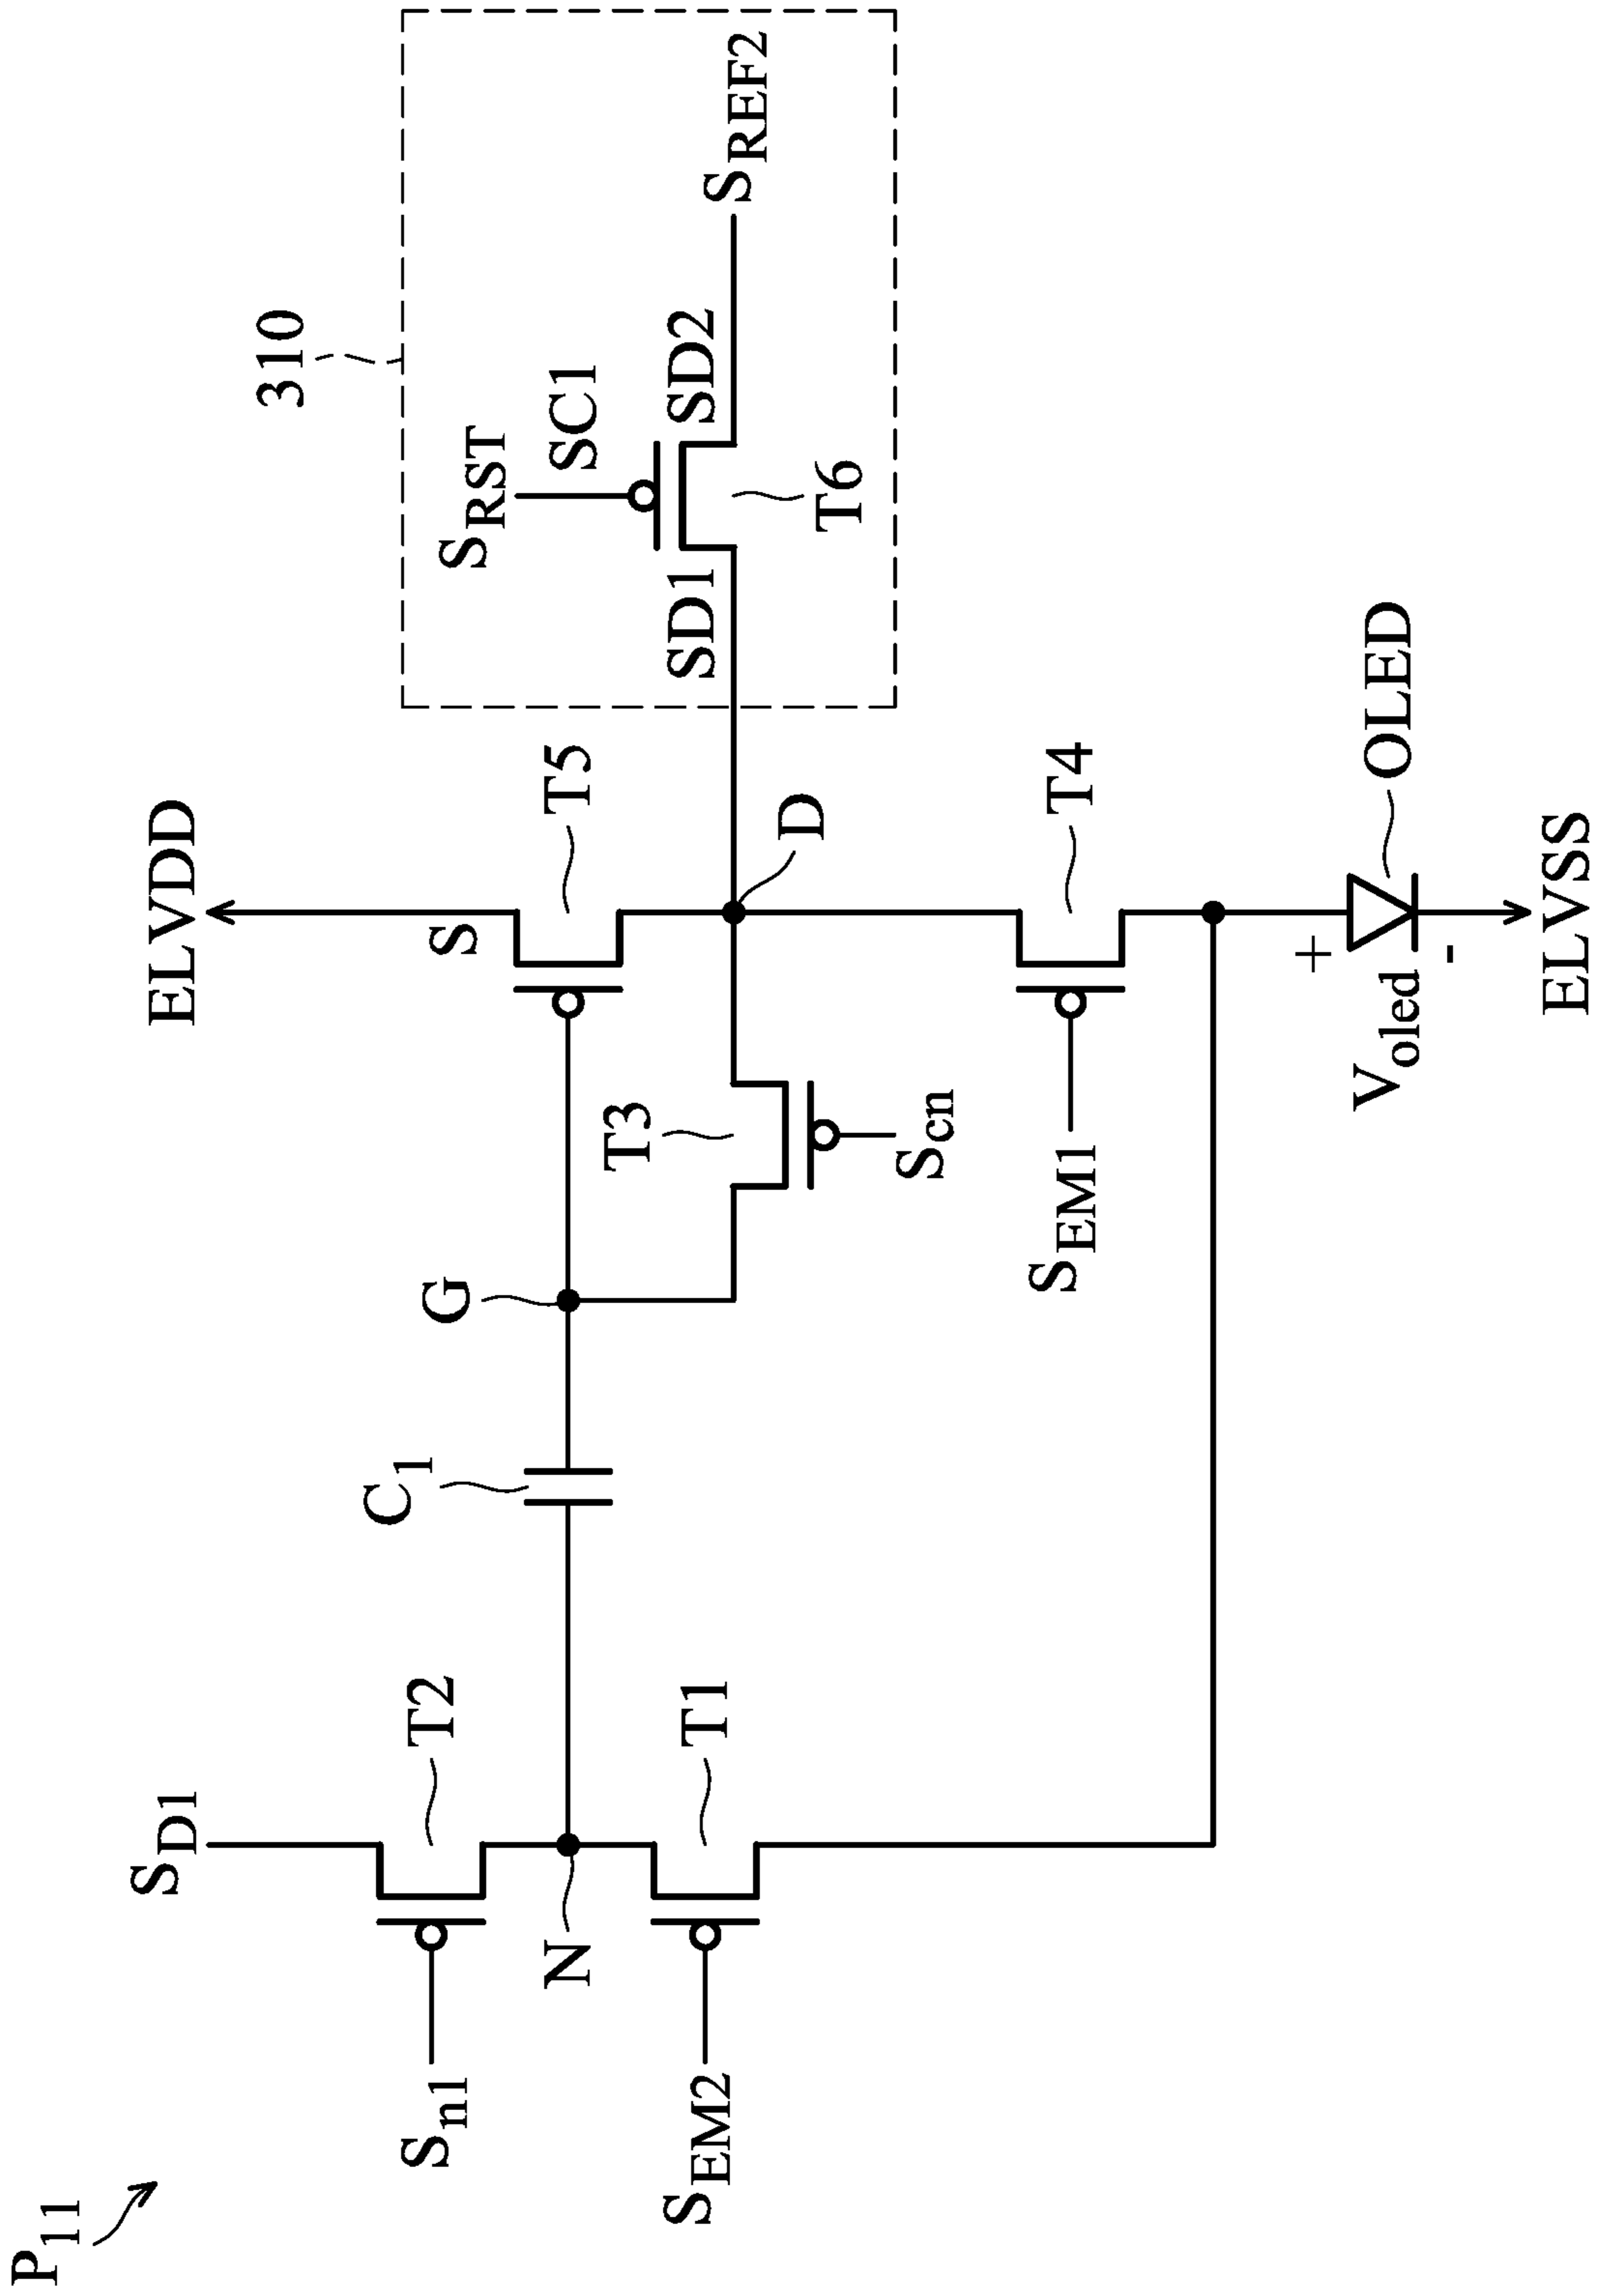 P11
SD1
Sn1
T2
N
SEM2
T1
C1
G
T3
Scn
ELVDD
S
T5
D
SEM1
T4
Voled
+
-
OLED
ELVSS
310
SRST
SC1
SD1
SD2
T6
SREF2